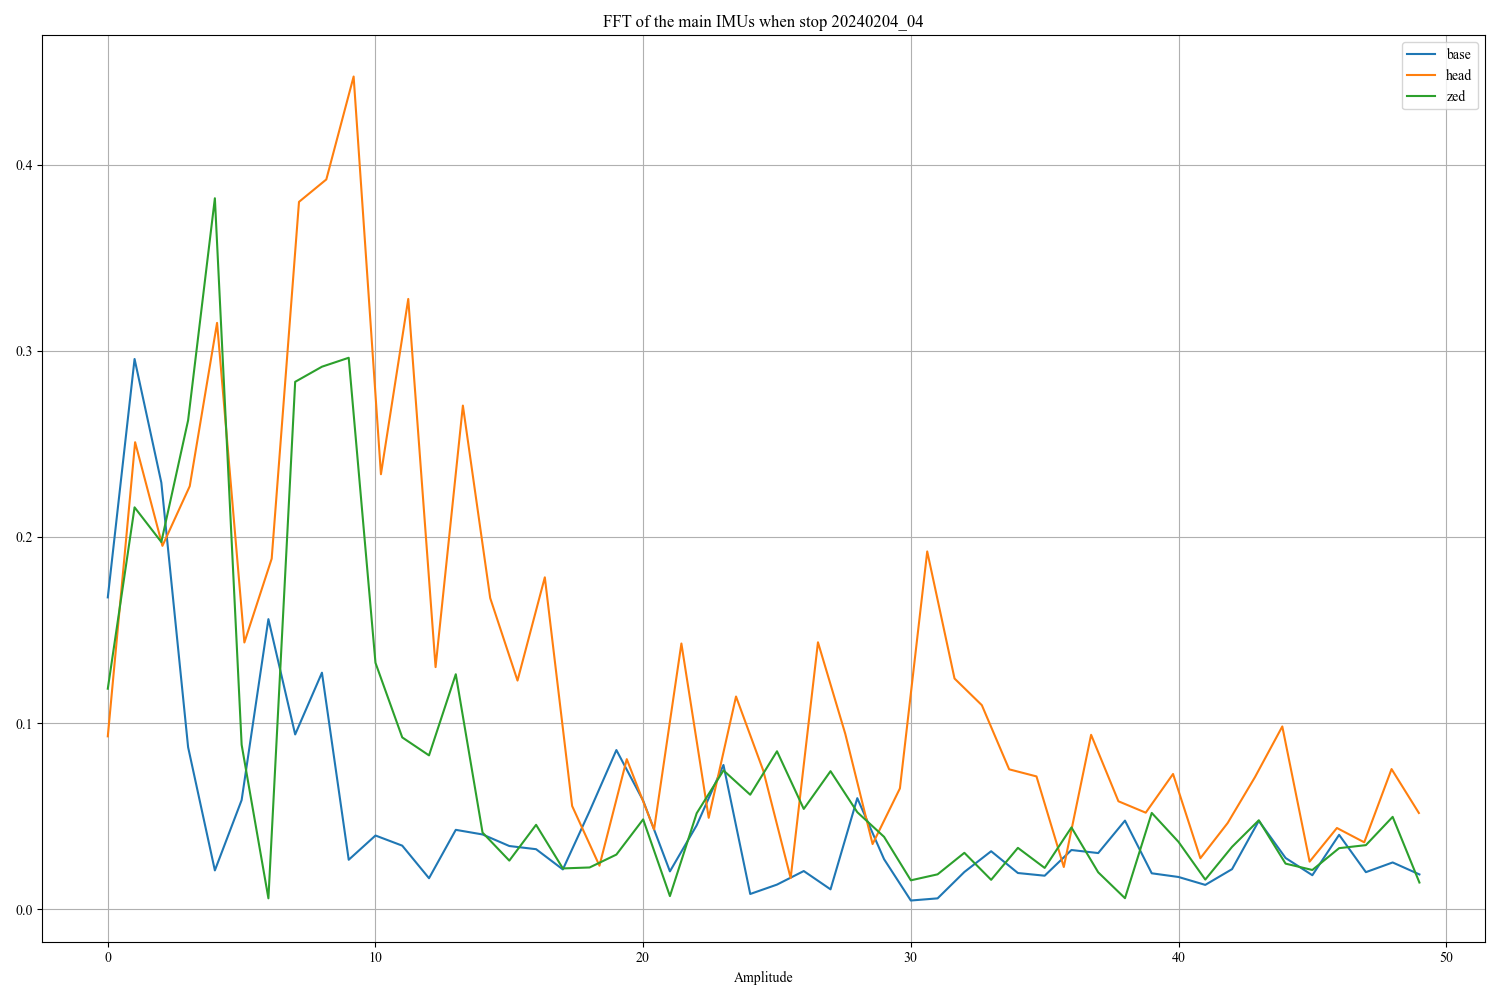 FFT of the main IMUs when stop 20240204_04
base
head
zed
0.4
0.3
0.2
0.1
0.0
0 10 20 30 40 50
Amplitude